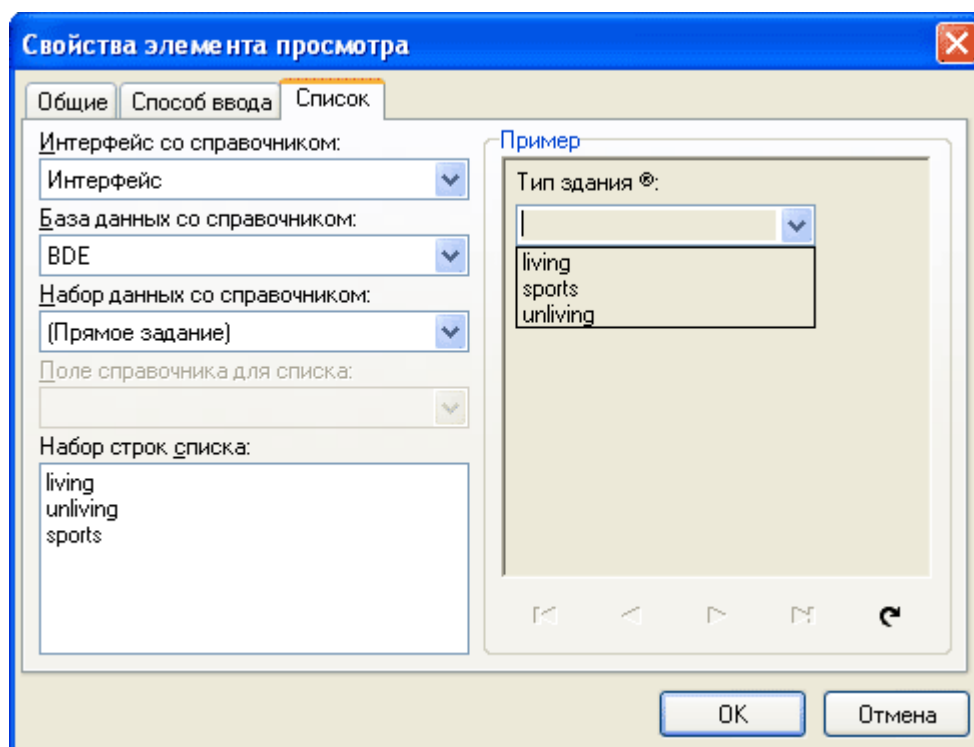 Свойства элемента просмотра
Общие
Способ ввода
Список
Интерфейс со справочником:
Интерфейс
База данных со справочником:
BDE
Набор данных со справочником:
(Прямое задание)
Поле справочника для списка:
Набор строк списка:
living
unliving
sports
Пример
Тип здания ®:
living
sports
unliving
OK
Отмена